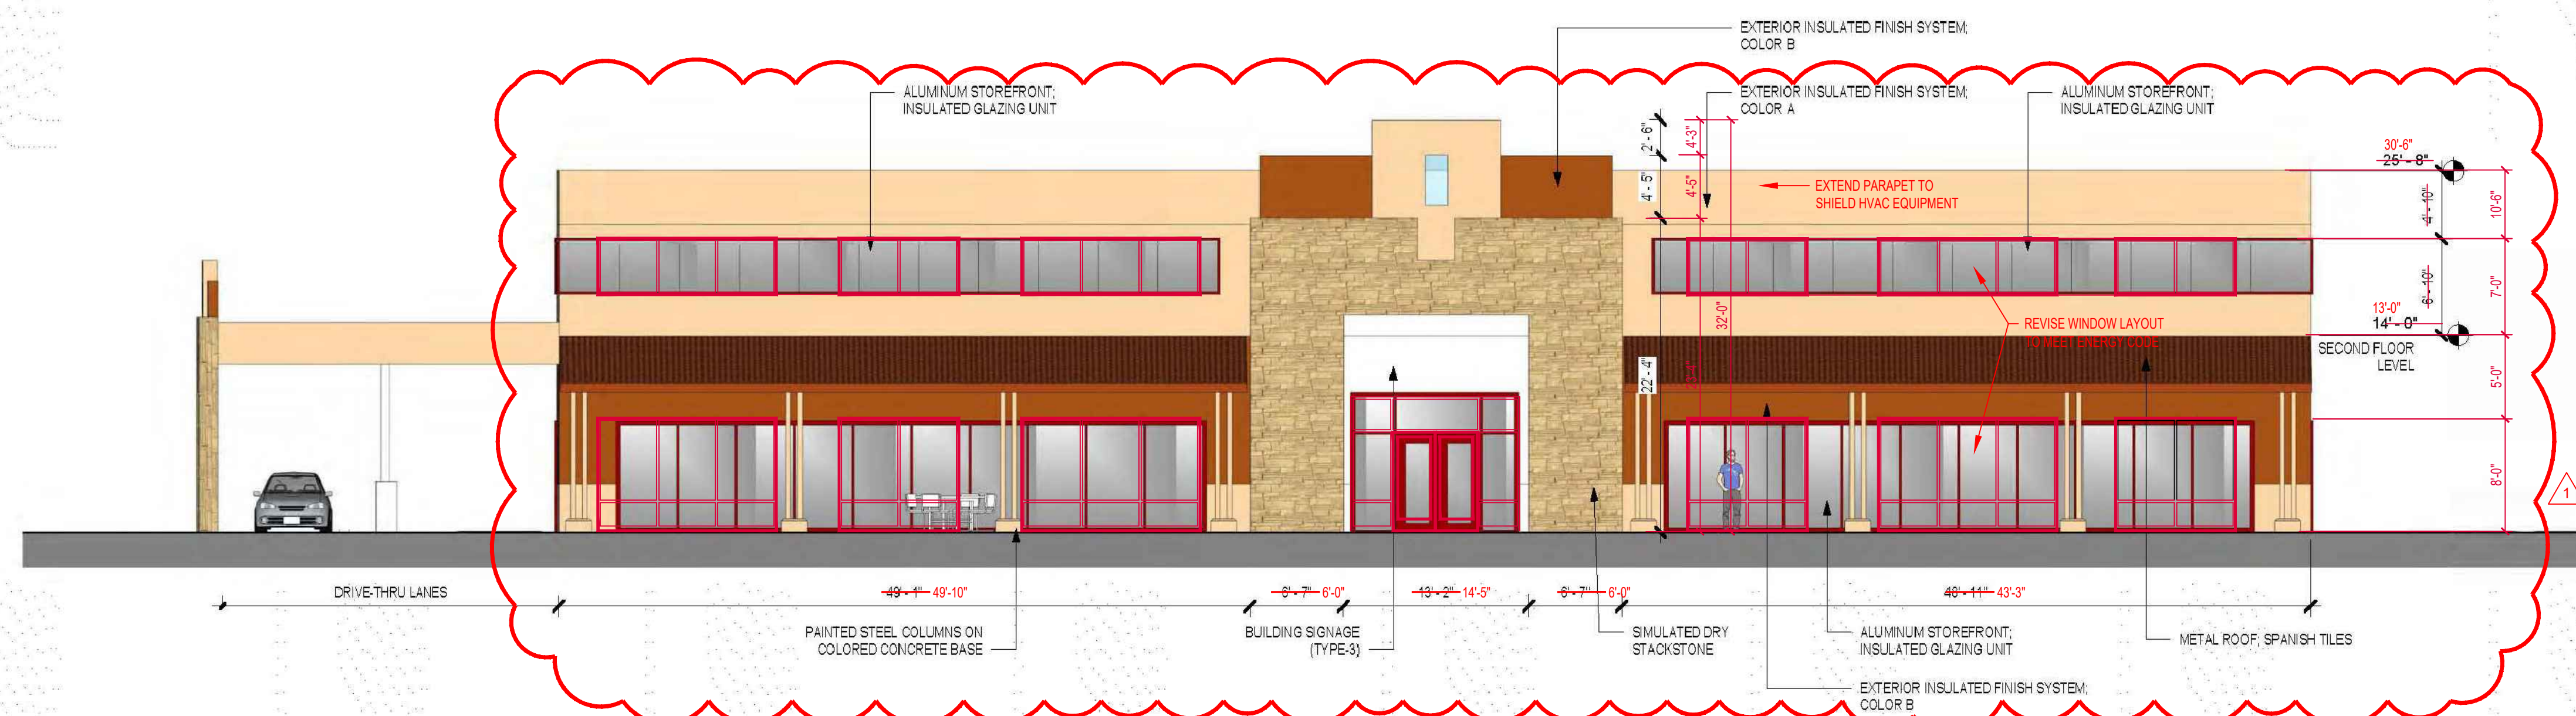 EXTERIOR INSULATED FINISH SYSTEM;
COLOR B
ALUMINUM STOREFRONT;
INSULATED GLAZING UNIT
EXTERIOR INSULATED FINISH SYSTEM;
COLOR A
ALUMINUM STOREFRONT;
INSULATED GLAZING UNIT
2' - 6"
4'-3"
4' - 5"
4'-5"
EXTEND PARAPET TO
SHIELD HVAC EQUIPMENT
30'-6"
25' - 8"
4' - 10"
10'-6"
6' - 10"
7'-0"
32'-0"
REVISE WINDOW LAYOUT
TO MEET ENERGY CODE
13'-0"
14' - 0"
SECOND FLOOR
LEVEL
22' - 4"
5'-0"
8'-0"
1
DRIVE-THRU LANES
49' - 1" 49'-10"
6' - 7" 6'-0"
13' - 2" 14'-5"
6' - 7" 6'-0"
48' - 11" 43'-3"
PAINTED STEEL COLUMNS ON
COLORED CONCRETE BASE
BUILDING SIGNAGE
(TYPE-3)
SIMULATED DRY
STACKSTONE
ALUMINUM STOREFRONT;
INSULATED GLAZING UNIT
METAL ROOF; SPANISH TILES
EXTERIOR INSULATED FINISH SYSTEM;
COLOR B